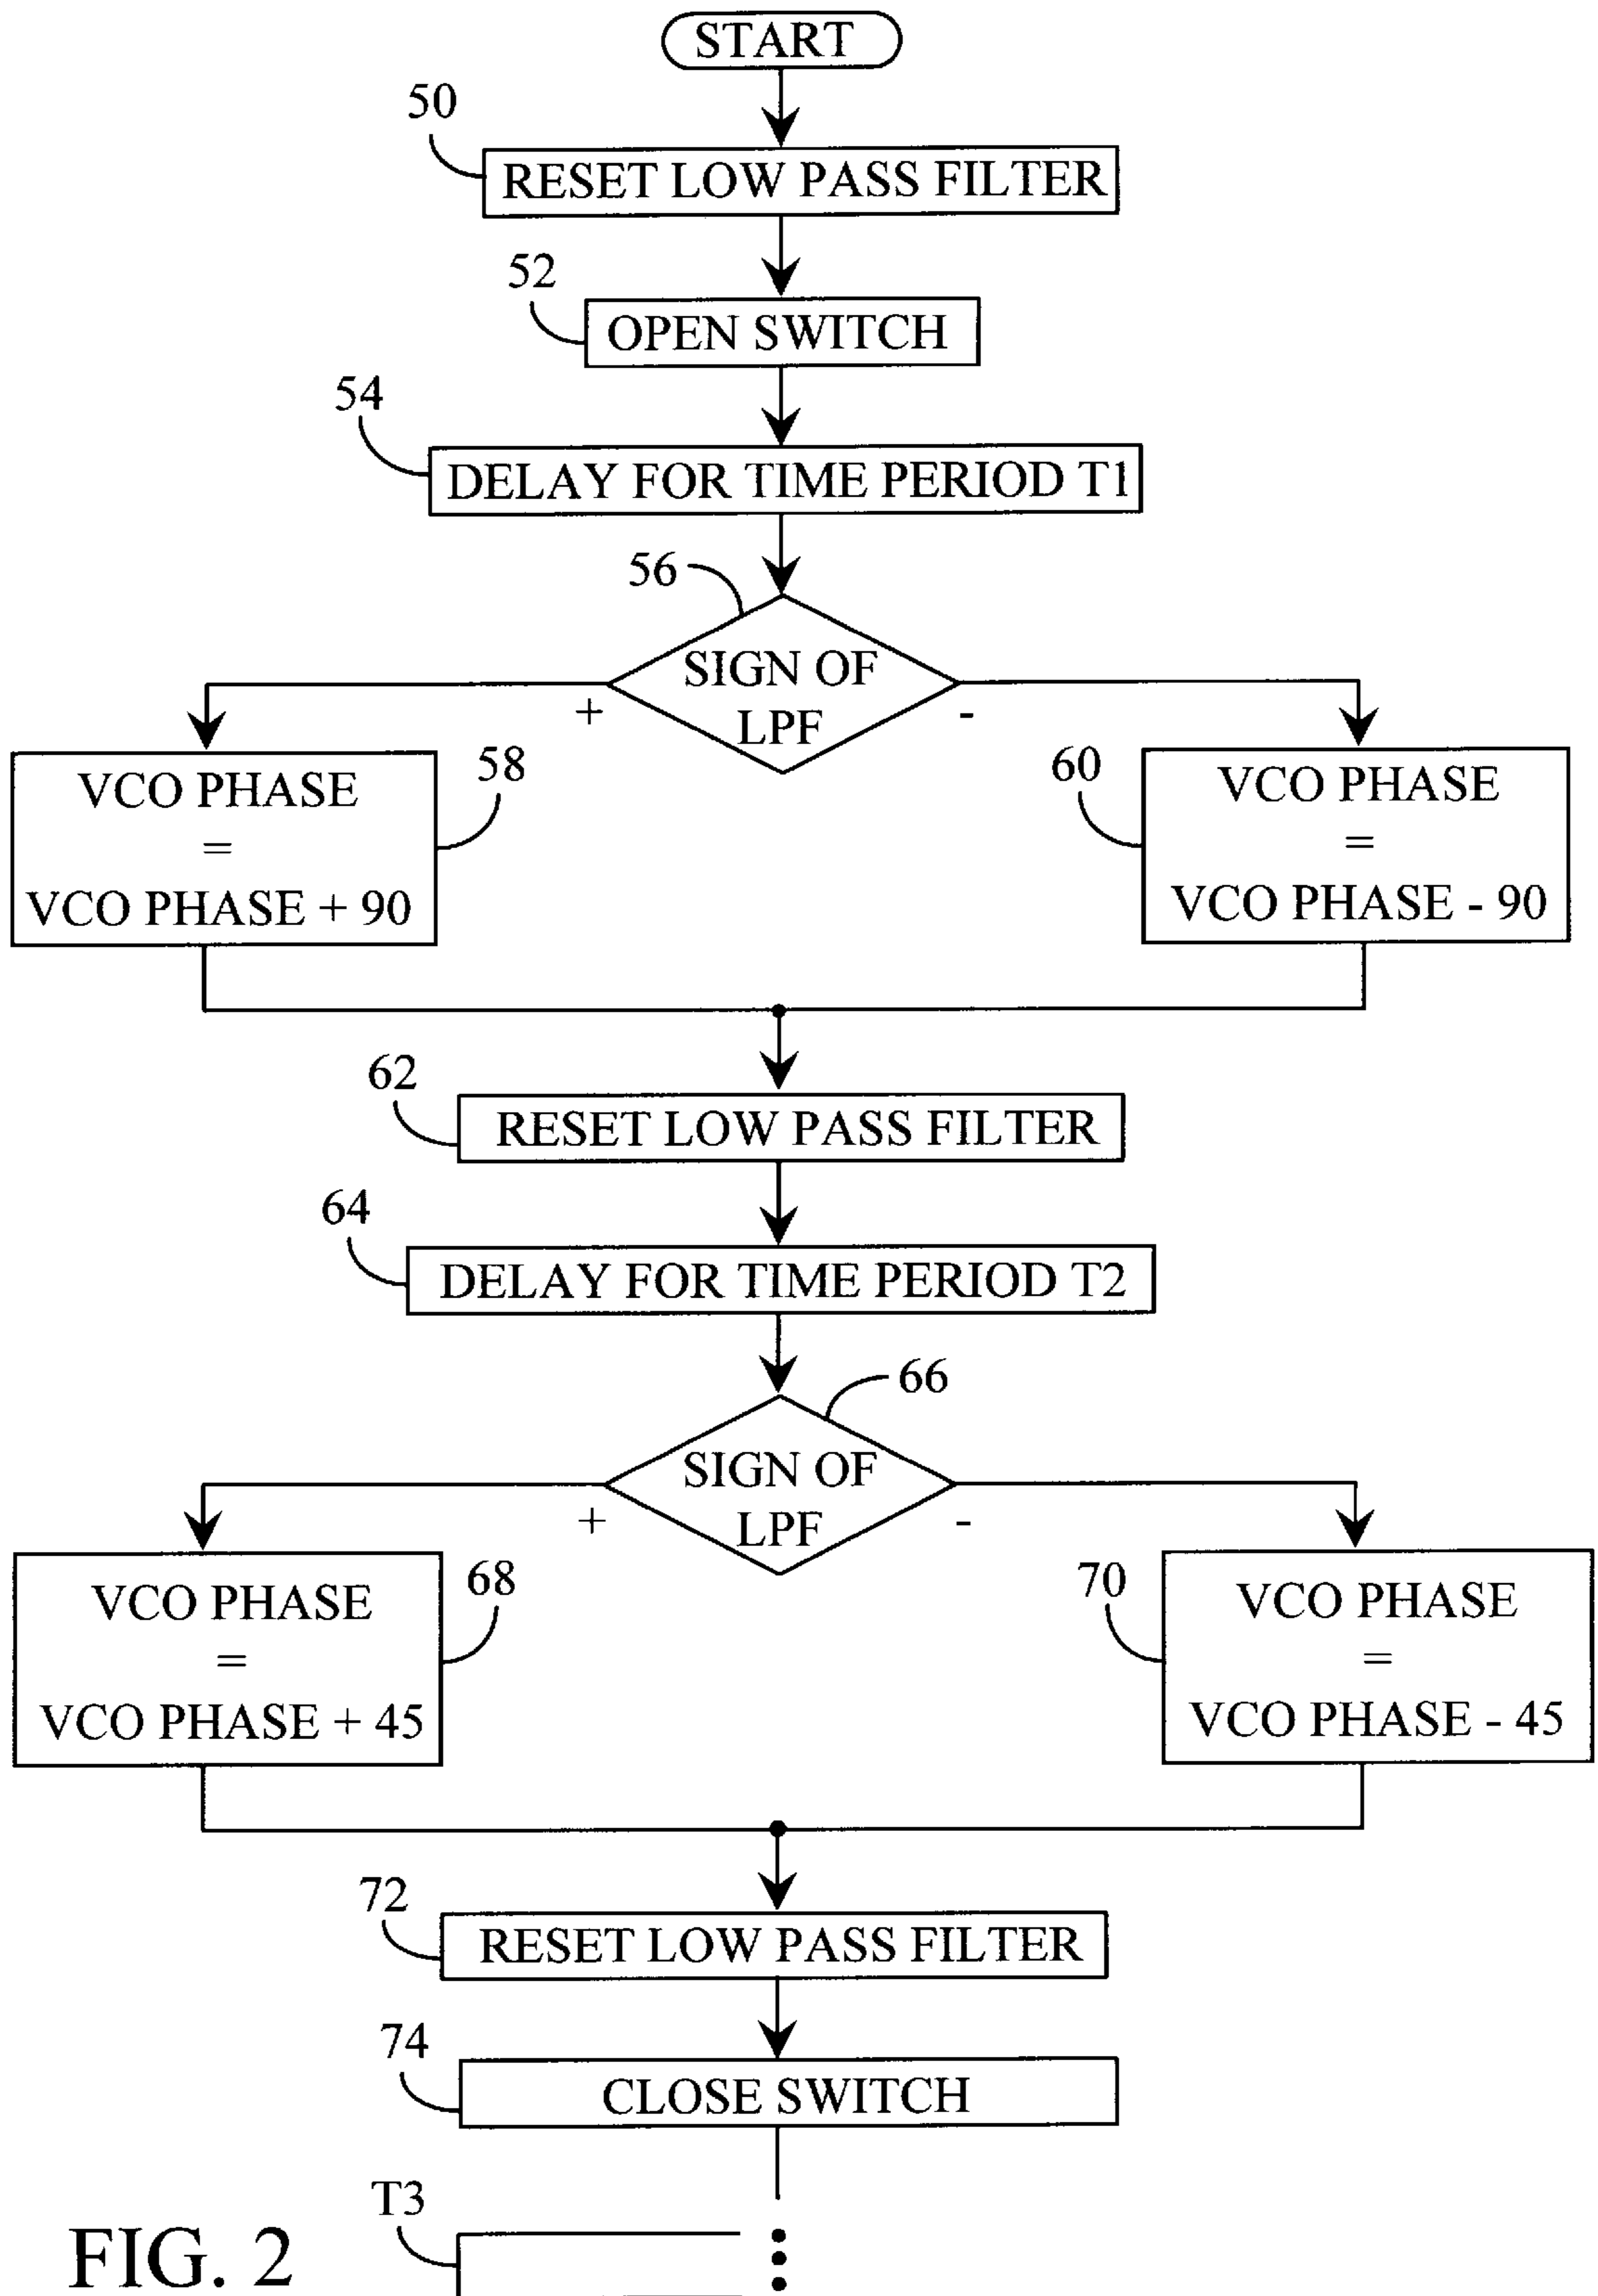 START
50
RESET LOW PASS FILTER
52
OPEN SWITCH
54
DELAY FOR TIME PERIOD T1
56
SIGN OF
LPF
+
-
58
VCO PHASE
=
VCO PHASE + 90
60
VCO PHASE
=
VCO PHASE - 90
62
RESET LOW PASS FILTER
64
DELAY FOR TIME PERIOD T2
66
SIGN OF
LPF
+
-
68
VCO PHASE
=
VCO PHASE + 45
70
VCO PHASE
=
VCO PHASE - 45
72
RESET LOW PASS FILTER
74
CLOSE SWITCH
T3
FIG. 2